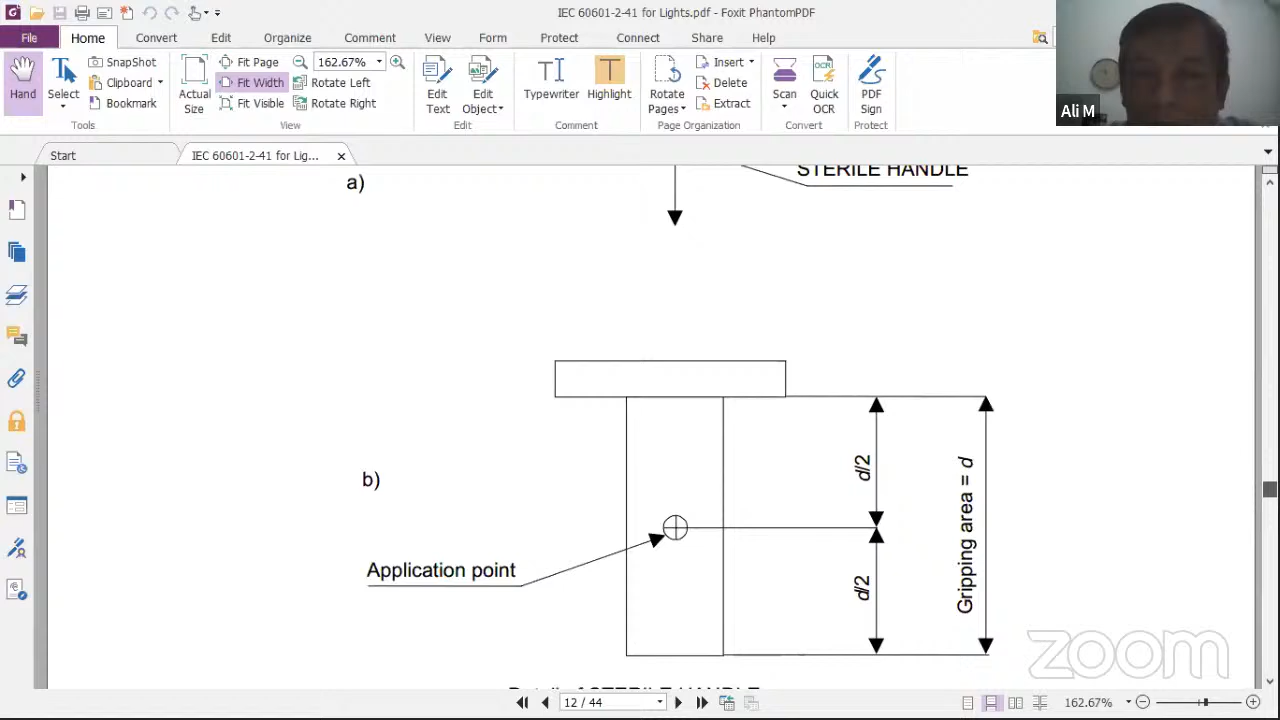 IEC 60601-2-41 for Lights.pdf - Foxit PhantomPDF
File Home Convert Edit Organize Comment View Form Protect Connect Share Help
Hand
Select
SnapShot
Clipboard
Bookmark
Tools
Actual Size
Fit Page
Fit Width
Fit Visible
162.67%
Rotate Left
Rotate Right
View
Edit Text
Edit Object
Edit
Typewriter
Highlight
Comment
Rotate Pages
Insert
Delete
Extract
Page Organization
Scan
Quick OCR
Convert
PDF Sign
Protect
Ali M
Start
IEC 60601-2-41 for Lig...
a)
STERILE HANDLE
b)
Application point
d/2
d/2
Gripping area = d
zoom
12 / 44
162.67%